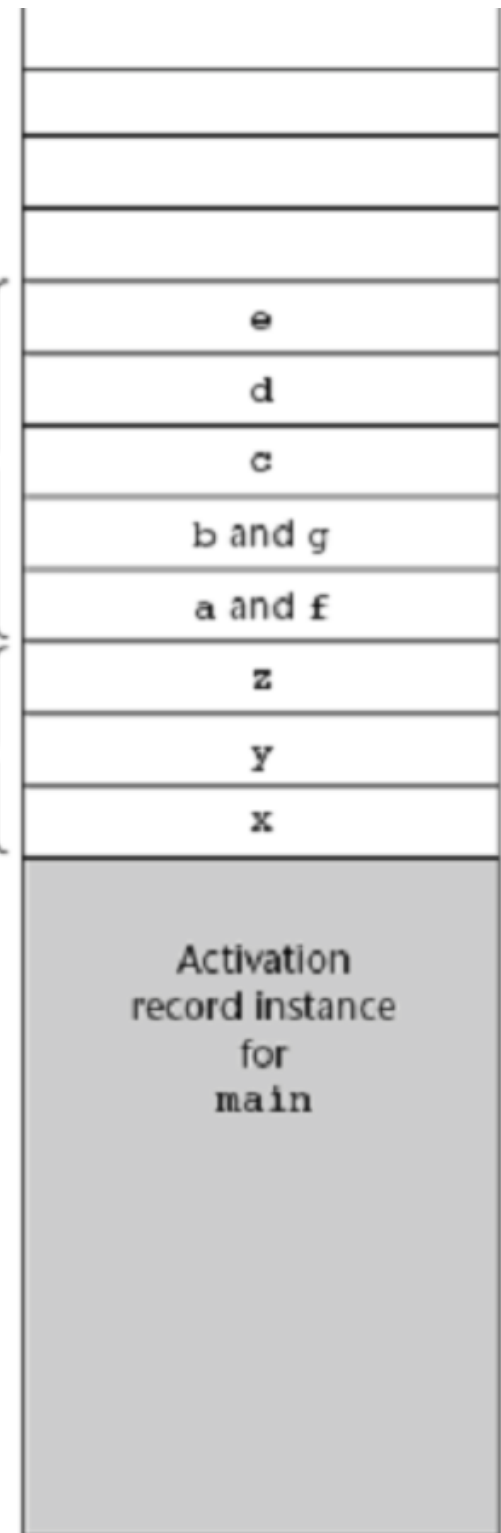 e
d
c
b and g
a and f
z
y
x
Activation
record instance
for
main